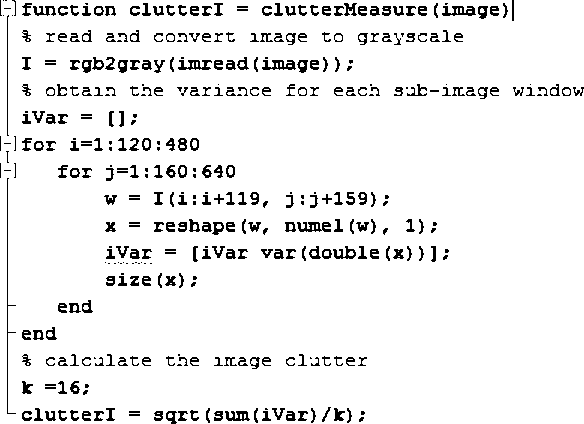 function clutterI = clutterMeasure(image)
% read and convert image to grayscale
I = rgb2gray(imread(image));
% obtain the variance for each sub-image window
iVar = [];
for i=1:120:480
    for j=1:160:640
        w = I(i:i+119, j:j+159);
        x = reshape(w, numel(w), 1);
        iVar = [iVar var(double(x))];
        size(x);
    end
end
% calculate the image clutter
k =16;
clutterI = sqrt(sum(iVar)/k);